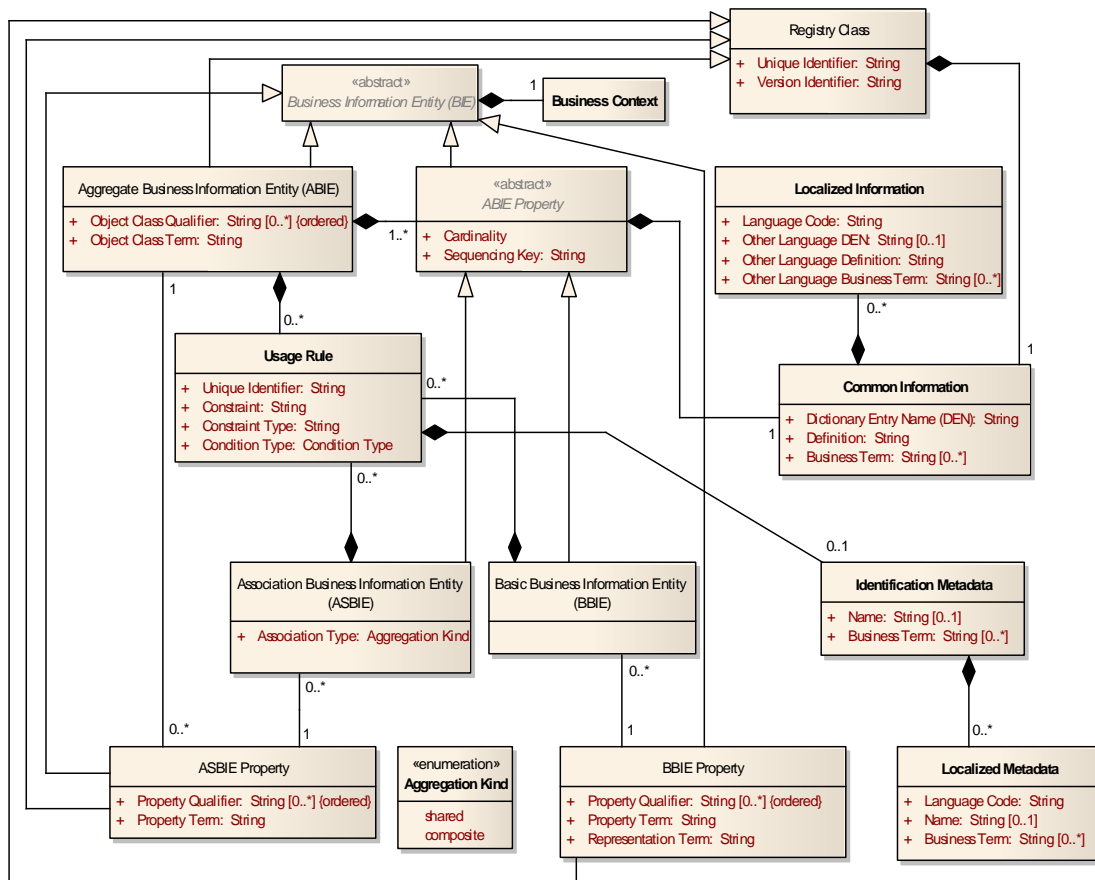 Registry Class
+ Unique Identifier: String
+ Version Identifier: String
«abstract»
Business Information Entity (BIE)
1
Business Context
Aggregate Business Information Entity (ABIE)
+ Object Class Qualifier: String [0..*] {ordered}
+ Object Class Term: String
1..*
«abstract»
ABIE Property
+ Cardinality
+ Sequencing Key: String
Localized Information
+ Language Code: String
+ Other Language DEN: String [0..1]
+ Other Language Definition: String
+ Other Language Business Term: String [0..*]
1
0..*
0..*
1
Usage Rule
+ Unique Identifier: String
+ Constraint: String
+ Constraint Type: String
+ Condition Type: Condition Type
0..*
Common Information
+ Dictionary Entry Name (DEN): String
+ Definition: String
+ Business Term: String [0..*]
1
0..*
0..1
Association Business Information Entity
(ASBIE)
+ Association Type: Aggregation Kind
Basic Business Information Entity
(BBIE)
Identification Metadata
+ Name: String [0..1]
+ Business Term: String [0..*]
0..*
0..*
0..*
1
1
0..*
ASBIE Property
+ Property Qualifier: String [0..*] {ordered}
+ Property Term: String
«enumeration»
Aggregation Kind
shared
composite
BBIE Property
+ Property Qualifier: String [0..*] {ordered}
+ Property Term: String
+ Representation Term: String
Localized Metadata
+ Language Code: String
+ Name: String [0..1]
+ Business Term: String [0..*]